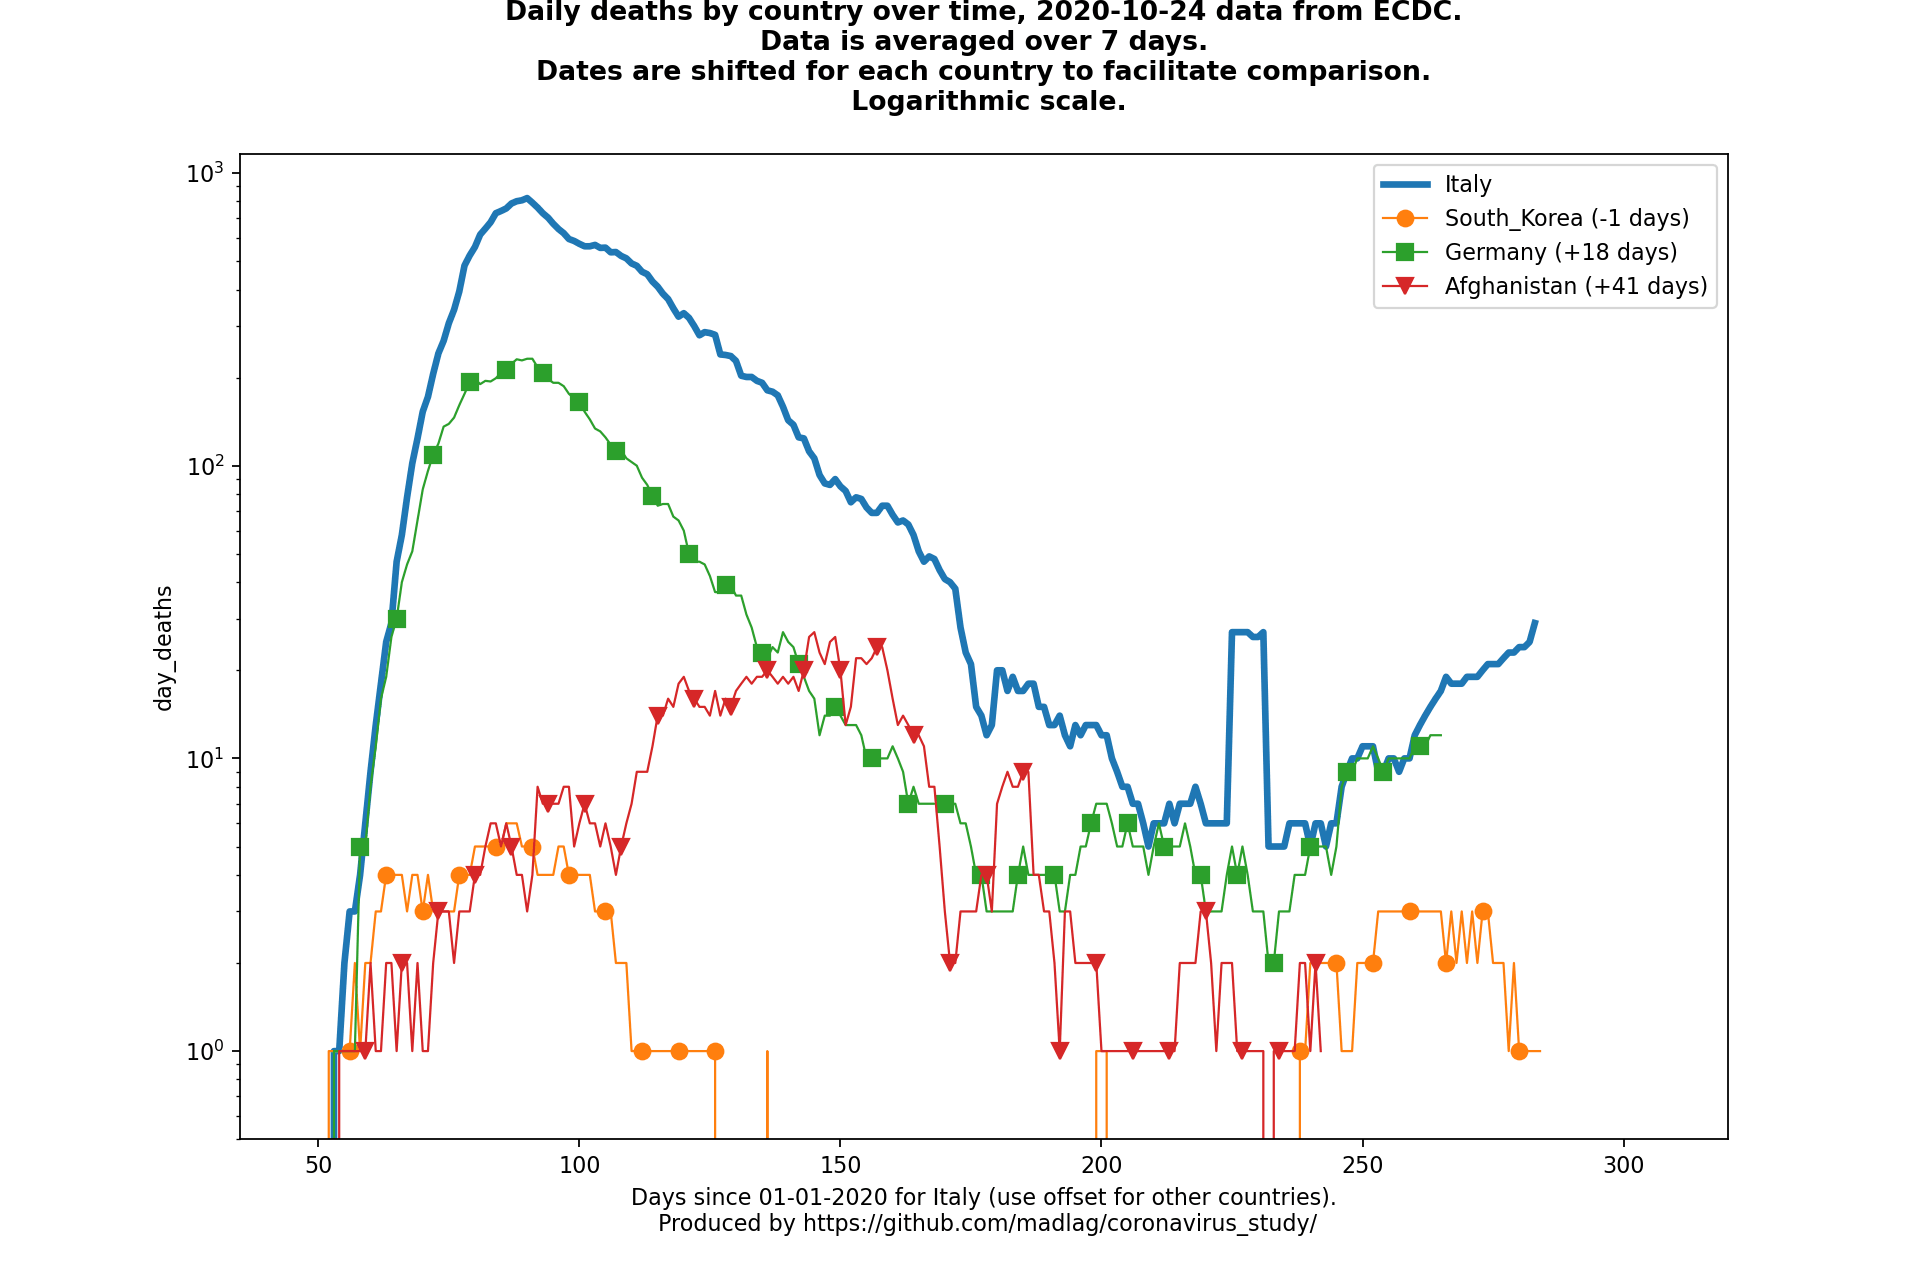 Daily deaths by country over time, 2020-10-24 data from ECDC.
Data is averaged over 7 days.
Dates are shifted for each country to facilitate comparison.
Logarithmic scale.
10³
10²
10¹
10⁰
day_deaths
Italy
South_Korea (-1 days)
Germany (+18 days)
Afghanistan (+41 days)
50 100 150 200 250 300
Days since 01-01-2020 for Italy (use offset for other countries).
Produced by https://github.com/madlag/coronavirus_study/